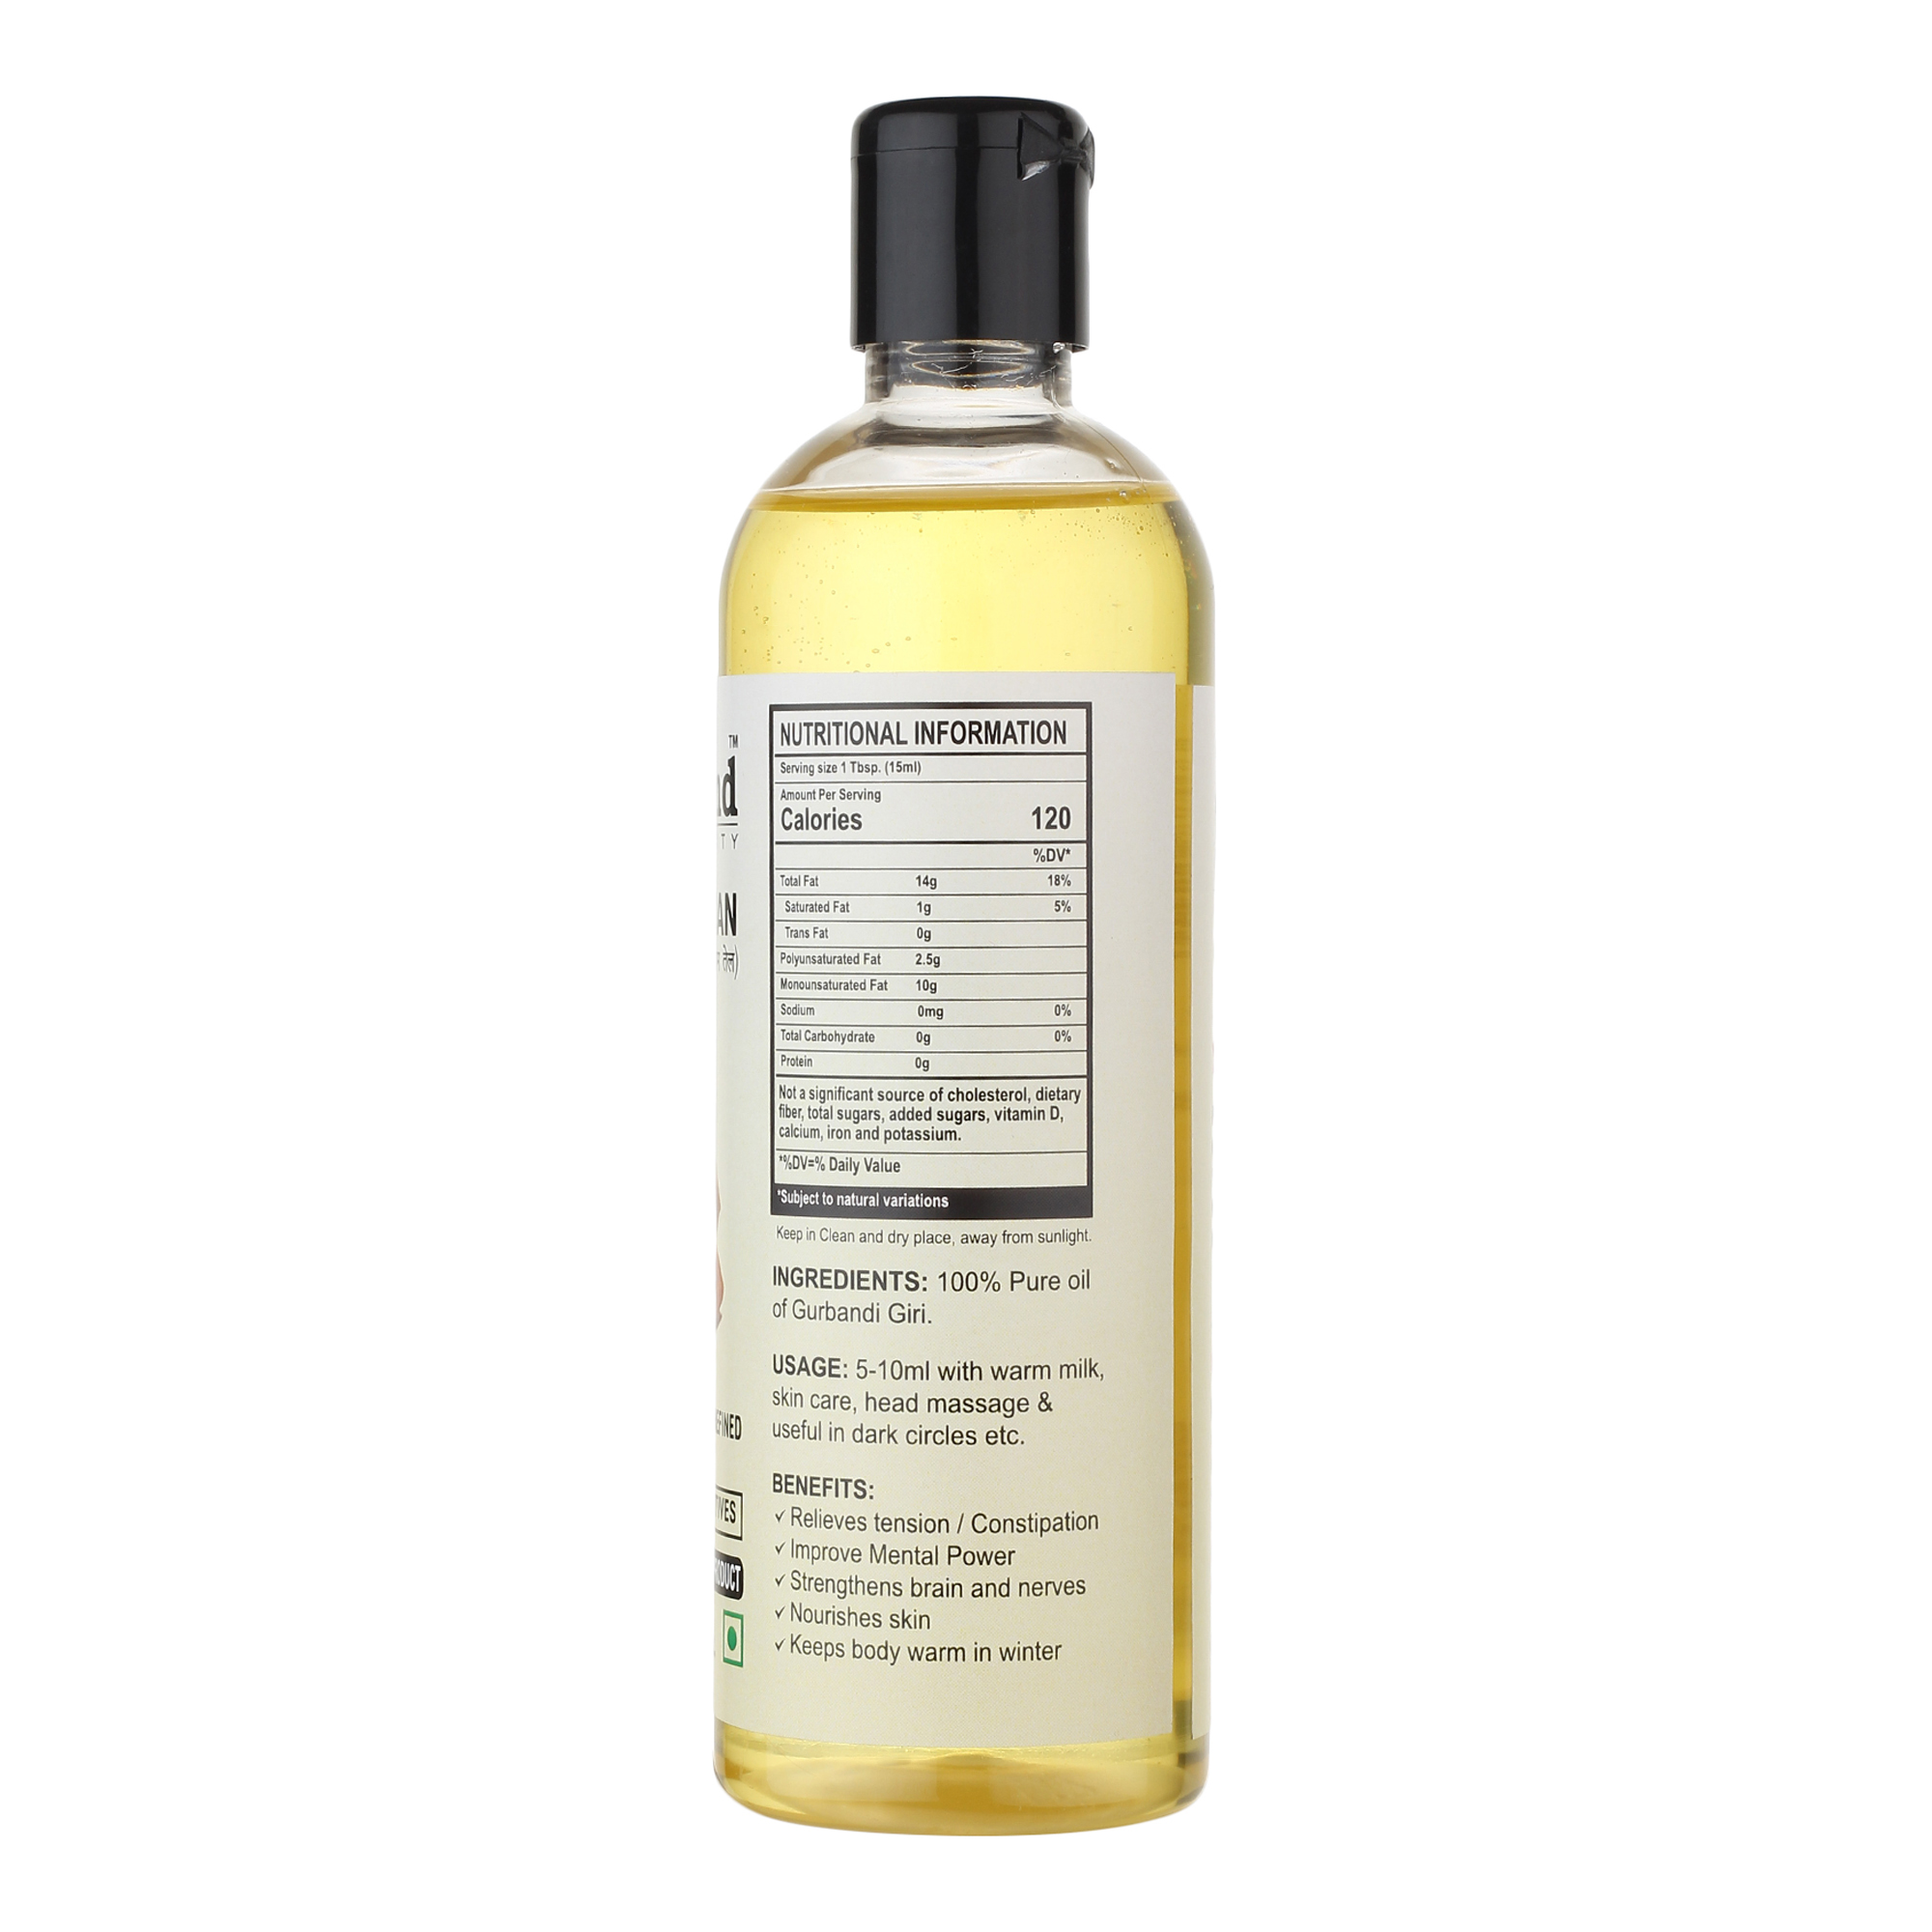 TM
T Y
NUTRITIONAL INFORMATION
Serving size 1 Tbsp. (15ml)
Amount Per Serving
Calories 120
%DV*
Total Fat 14g 18%
Saturated Fat 1g 5%
Trans Fat 0g
Polyunsaturated Fat 2.5g
Monounsaturated Fat 10g
Sodium 0mg 0%
Total Carbohydrate 0g 0%
Protein 0g
Not a significant source of cholesterol, dietary
fiber, total sugars, added sugars, vitamin D,
calcium, iron and potassium.
*%DV=% Daily Value
*Subject to natural variations
Keep in Clean and dry place, away from sunlight.
INGREDIENTS: 100% Pure oil
of Gurbandi Giri.
USAGE: 5-10ml with warm milk,
skin care, head massage &
useful in dark circles etc.
BENEFITS:
✓ Relieves tension / Constipation
✓ Improve Mental Power
✓ Strengthens brain and nerves
✓ Nourishes skin
✓ Keeps body warm in winter